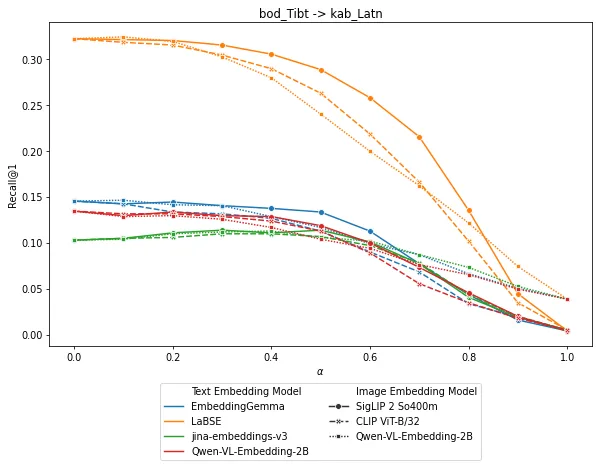 bod_Tibt -> kab_Latn
Recall@1
0.30
0.25
0.20
0.15
0.10
0.05
0.00
0.0 0.2 0.4 0.6 0.8 1.0
α
Text Embedding Model Image Embedding Model
EmbeddingGemma SigLIP 2 So400m
LaBSE CLIP ViT-B/32
jina-embeddings-v3 Qwen-VL-Embedding-2B
Qwen-VL-Embedding-2B